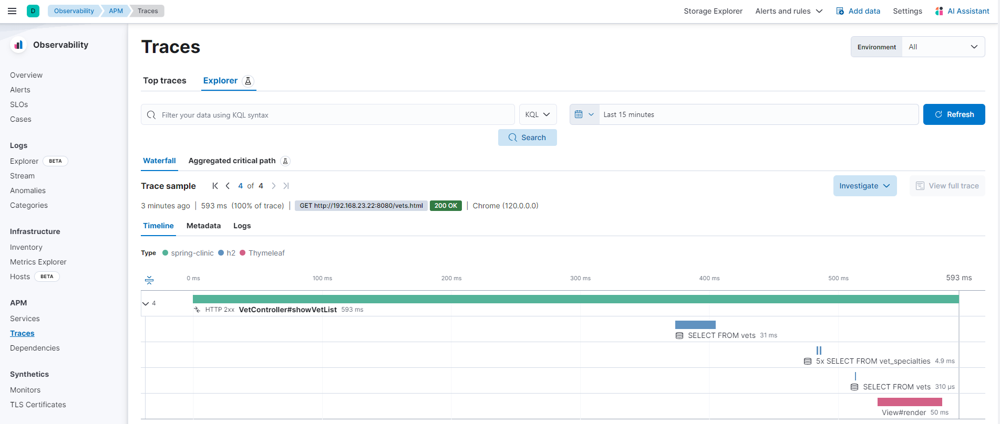 D Observability APM Traces Storage Explorer Alerts and rules Add data Settings AI Assistant
Observability
Overview
Alerts
SLOs
Cases
Logs
Explorer BETA
Stream
Anomalies
Categories
Infrastructure
Inventory
Metrics Explorer
Hosts BETA
APM
Services
Traces
Dependencies
Synthetics
Monitors
TLS Certificates
Traces
Environment All
Top traces Explorer
Filter your data using KQL syntax KQL Last 15 minutes Refresh
Search
Waterfall Aggregated critical path
Trace sample 4 of 4 Investigate View full trace
3 minutes ago | 593 ms (100% of trace) | GET http://192.168.23.22:8080/vets.html 200 OK | Chrome (120.0.0.0)
Timeline Metadata Logs
Type spring-clinic h2 Thymeleaf
0 ms 100 ms 200 ms 300 ms 400 ms 500 ms 593 ms
4
HTTP 2xx VetController#showVetList 593 ms
SELECT FROM vets 31 ms
5x SELECT FROM vet_specialties 4.9 ms
SELECT FROM vets 310 μs
View#render 50 ms